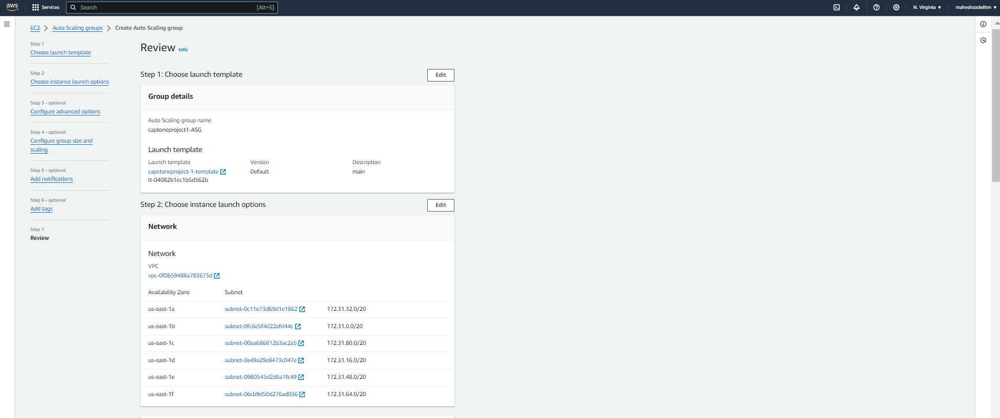 aws
Services
Search [Alt+S]
N. Virginia
maheshzadeiitm
EC2 > Auto Scaling groups > Create Auto Scaling group
Step 1
Choose launch template
Step 2
Choose instance launch options
Step 3 - optional
Configure advanced options
Step 4 - optional
Configure group size and
scaling
Step 5 - optional
Add notifications
Step 6 - optional
Add tags
Step 7
Review
Review Info
Step 1: Choose launch template
Edit
Group details
Auto Scaling group name
captoneproject1-ASG
Launch template
Launch template Version Description
capstoneproject-1-template Default main
lt-04082b1ec1b5d562b
Step 2: Choose instance launch options
Edit
Network
Network
VPC
vpc-0f0b59488a783673d
Availability Zone Subnet
us-east-1a subnet-0c11e73d69d1e1862 172.31.32.0/20
us-east-1b subnet-0fc6e5f4d22efd44c 172.31.0.0/20
us-east-1c subnet-00aa686812b3ac2a5 172.31.80.0/20
us-east-1d subnet-0a49a29e8473c047e 172.31.16.0/20
us-east-1e subnet-0980545d2d6a1fc49 172.31.48.0/20
us-east-1f subnet-06cb9d50d276ad036 172.31.64.0/20